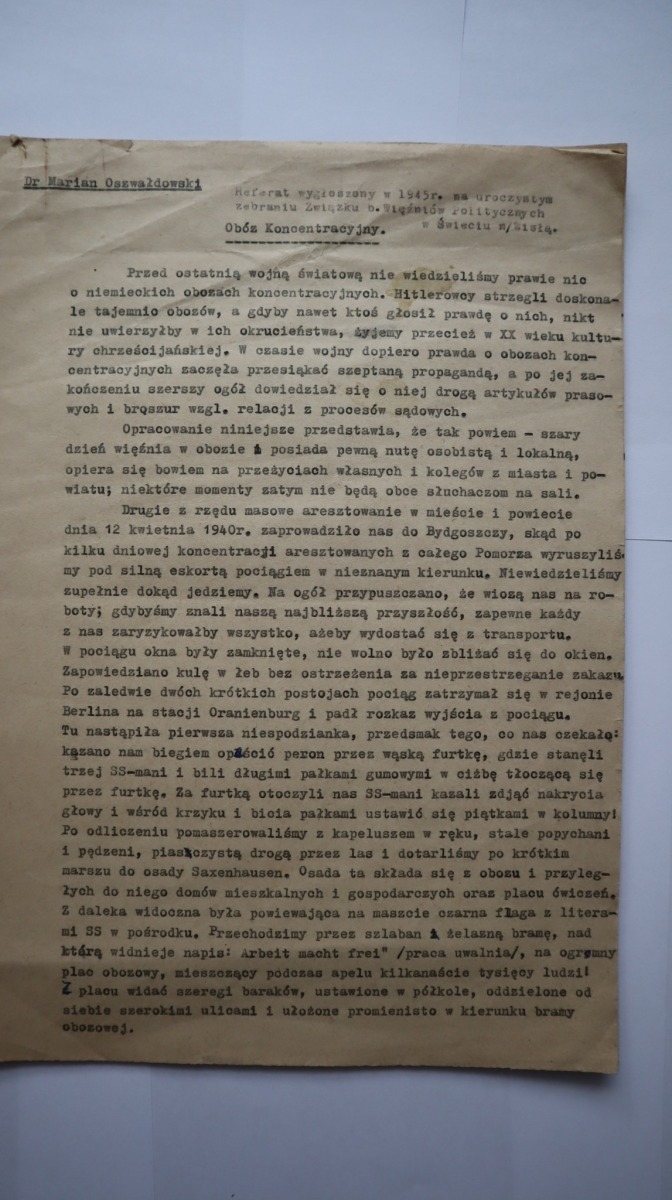 Dr Marian Oszwałdowski
Referat wygłoszony w 1945r. na uroczystym
zebraniu Związku b. Więźniów Politycznych
w Świeciu n/Wisłą.
Obóz Koncentracyjny.
Przed ostatnią wojną światową nie wiedzieliśmy prawie nic
o niemieckich obozach koncentracyjnych. Hitlerowcy strzegli doskona-
le tajemnic obozów, a gdyby nawet ktoś głosił prawdę o nich, nikt
nie uwierzyłby w ich okrucieństwa, żyjemy przecież w XX wieku kultu-
ry chrześcijańskiej. W czasie wojny dopiero prawda o obozach kon-
centracyjnych zaczęła przesiąkać szeptaną propagandą, a po jej za-
kończeniu szerszy ogół dowiedział się o niej drogą artykułów praso-
wych i broszur wzgl. relacji z procesów sądowych.
Opracowanie niniejsze przedstawia, że tak powiem - szary
dzień więźnia w obozie i posiada pewną nutę osobistą i lokalną,
opiera się bowiem na przeżyciach własnych i kolegów z miasta i po-
wiatu; niektóre momenty zatym nie będą obce słuchaczom na sali.
Drugie z rzędu masowe aresztowanie w mieście i powiecie
dnia 12 kwietnia 1940r. zaprowadziło nas do Bydgoszczy, skąd po
kilku dniowej koncentracji aresztowanych z całego Pomorza wyruszyliś-
my pod silną eskortą pociągiem w nieznanym kierunku. Niewiedzieliśmy
zupełnie dokąd jedziemy. Na ogół przypuszczano, że wiozą nas na ro-
boty; gdybyśmy znali naszą najbliższą przyszłość, zapewne każdy
z nas zaryzykowałby wszystko, ażeby wydostać się z transportu.
W pociągu okna były zamknięte, nie wolno było zbliżać się do okien.
Zapowiedziano kulę w łeb bez ostrzeżenia za nieprzestrzeganie zakazu.
Po zaledwie dwóch krótkich postojach pociąg zatrzymał się w rejonie
Berlina na stacji Oranienburg i padł rozkaz wyjścia z pociągu.
Tu nastąpiła pierwsza niespodzianka, przedsmak tego, co nas czekało:
kazano nam biegiem opuścić peron przez wąską furtkę, gdzie stanęli
trzej SS-mani i bili długimi pałkami gumowymi w ciżbę tłoczącą się
przez furtkę. Za furtką otoczyli nas SS-mani kazali zdjąć nakrycia
głowy i wśród krzyku i bicia pałkami ustawić się piątkami w kolumny!
Po odliczeniu pomaszerowaliśmy z kapeluszem w ręku, stale popychani
i pędzeni, piaszczystą drogą przez las i dotarliśmy po krótkim
marszu do osady Saxenhausen. Osada ta składa się z obozu i przyleg-
łych do niego domów mieszkalnych i gospodarczych oraz placu ćwiczeń.
Z daleka widoczna była powiewająca na maszcie czarna flaga z litera-
mi SS w pośrodku. Przechodzimy przez szlaban i żelazną bramę, nad
którą widnieje napis: Arbeit macht frei" /praca uwalnia/, na ogromny
plac obozowy, mieszczący podczas apelu kilkanaście tysięcy ludzi!
Z placu widać szeregi baraków, ustawione w półkole, oddzielone od
siebie szerokimi ulicami i ułożone promienisto w kierunku bramy
obozowej.